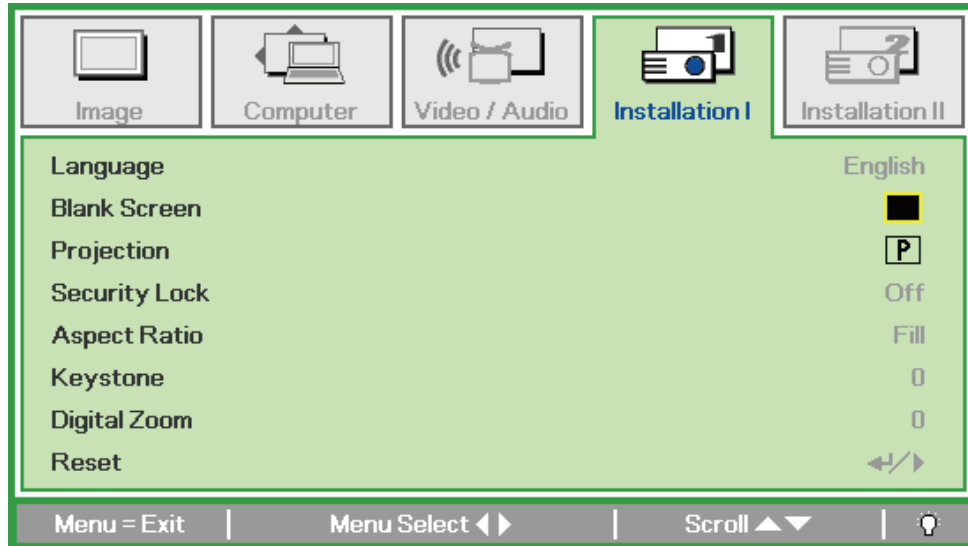 Image
Computer
Video / Audio
Installation I
Installation II
Language English
Blank Screen
Projection P
Security Lock Off
Aspect Ratio Fill
Keystone 0
Digital Zoom 0
Reset
Menu = Exit Menu Select Scroll